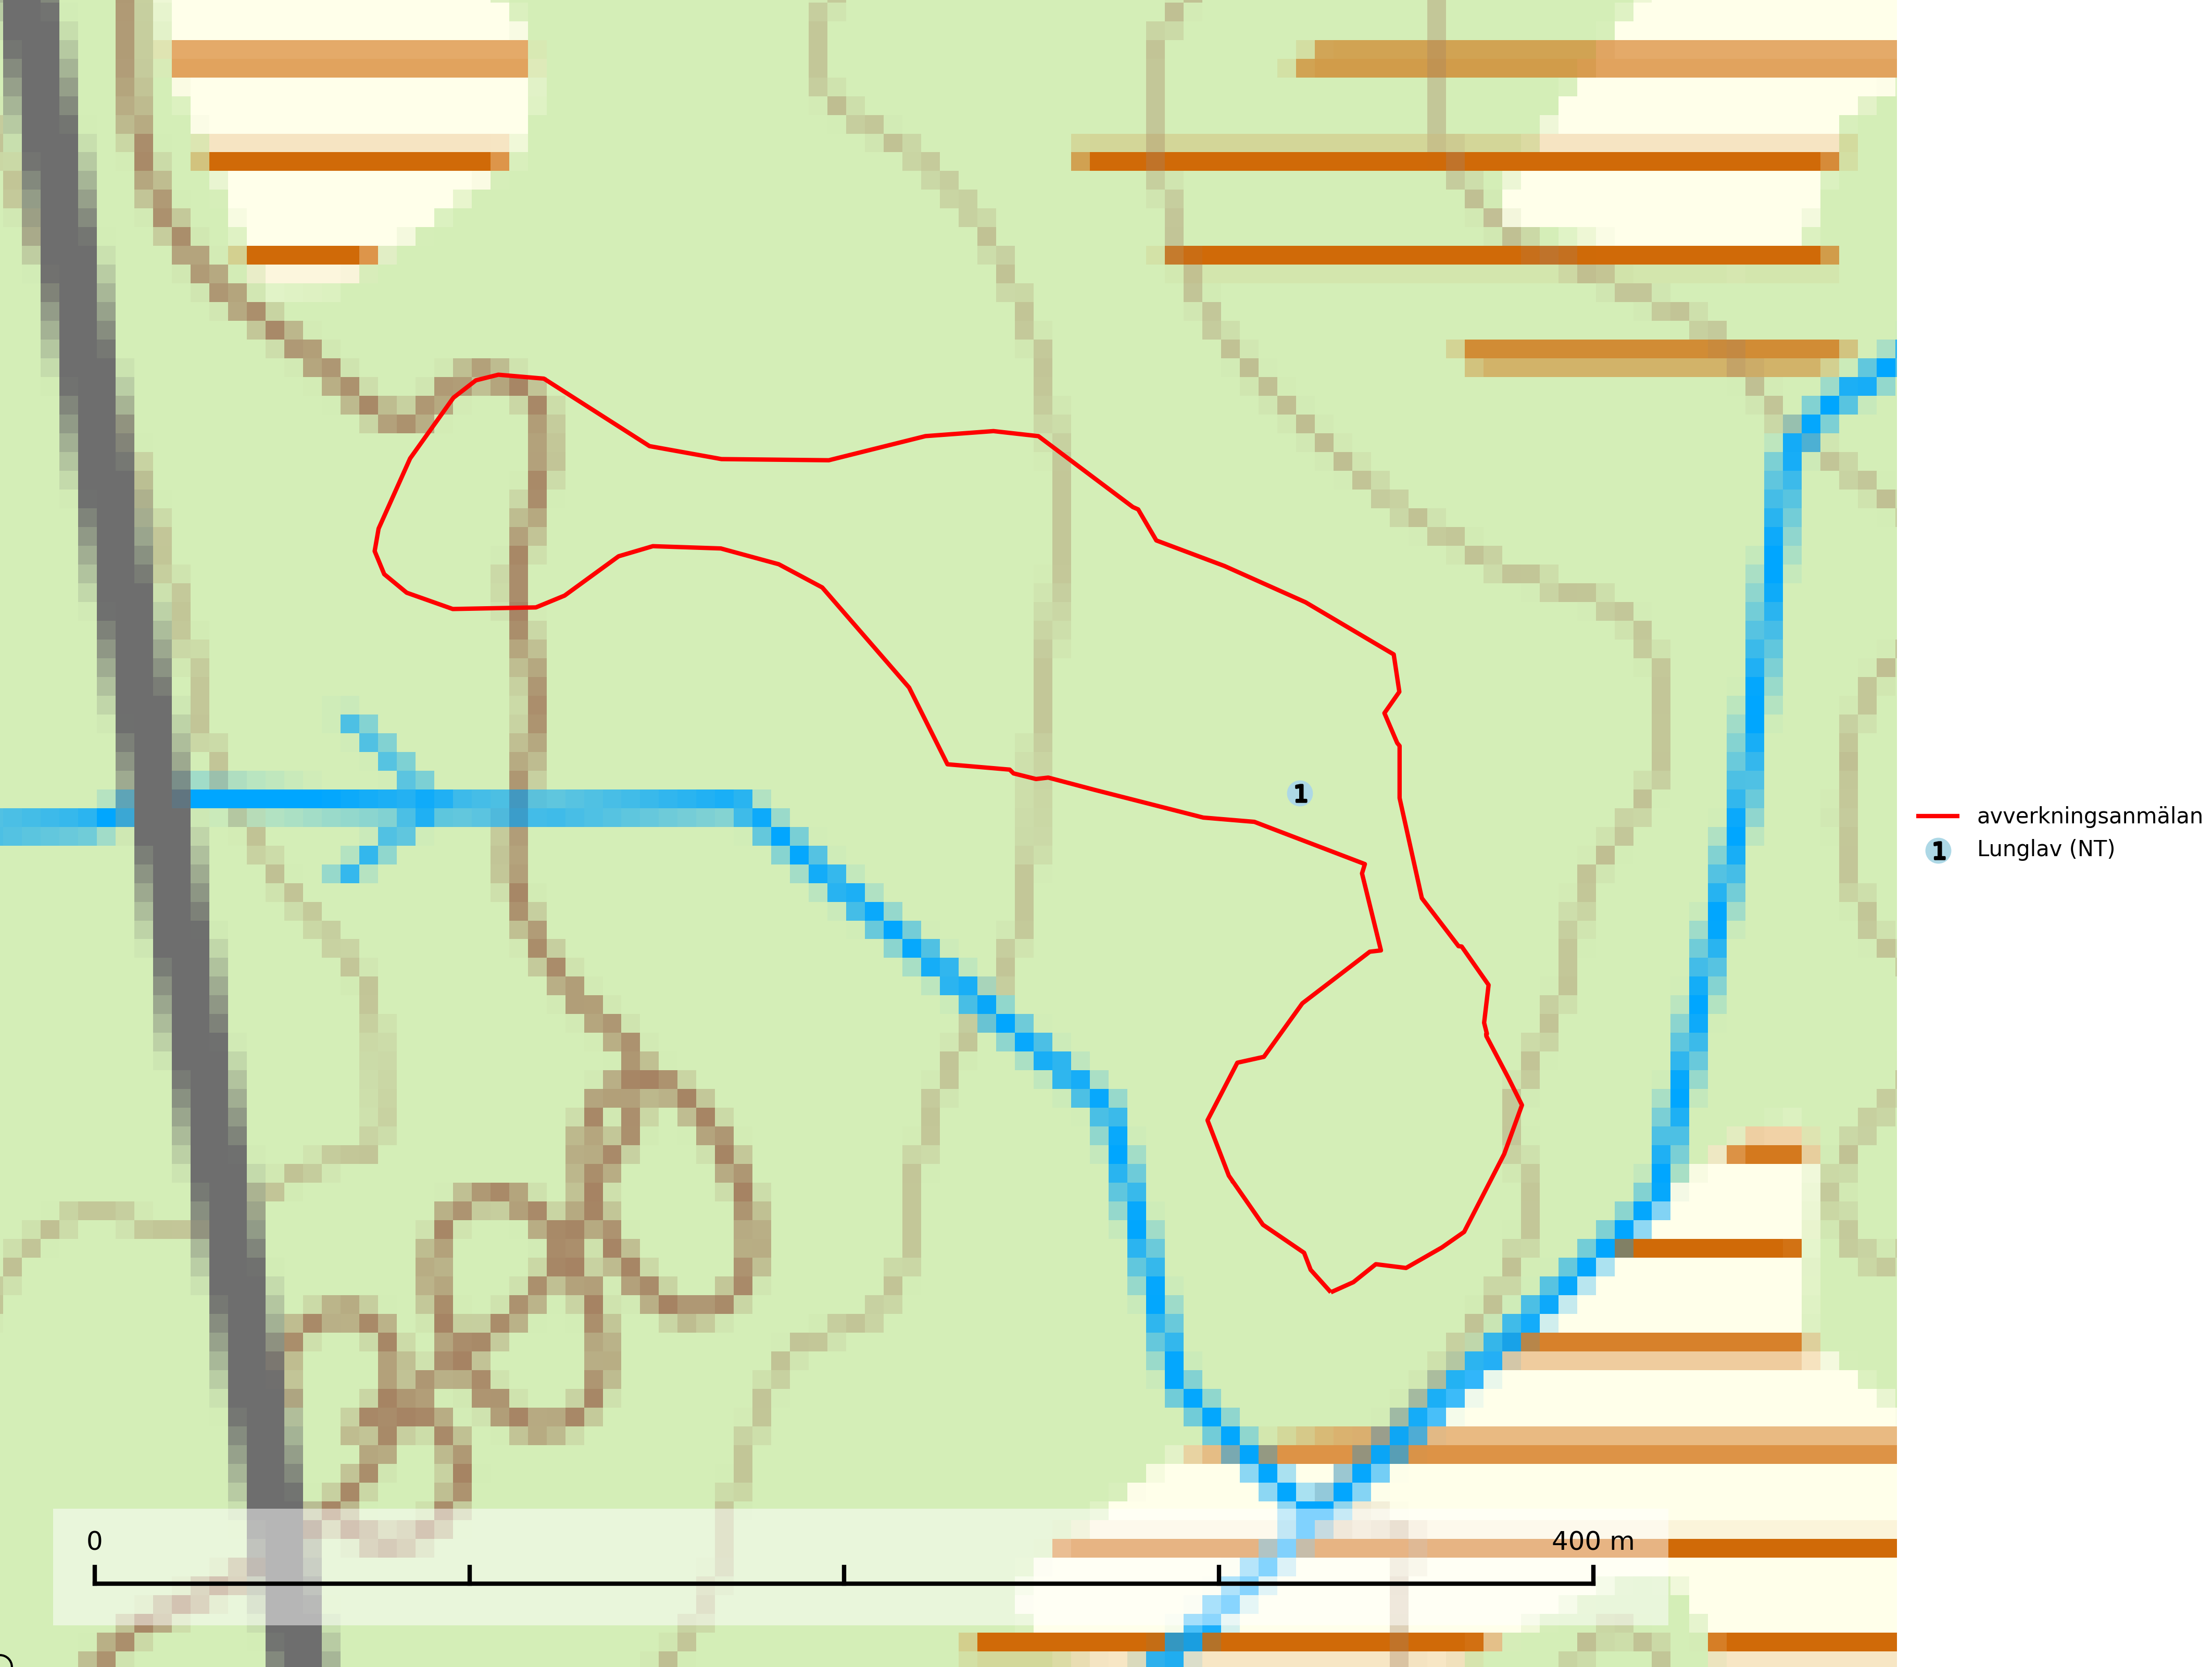 1
avverkningsanmälan
1 Lunglav (NT)
0 400 m